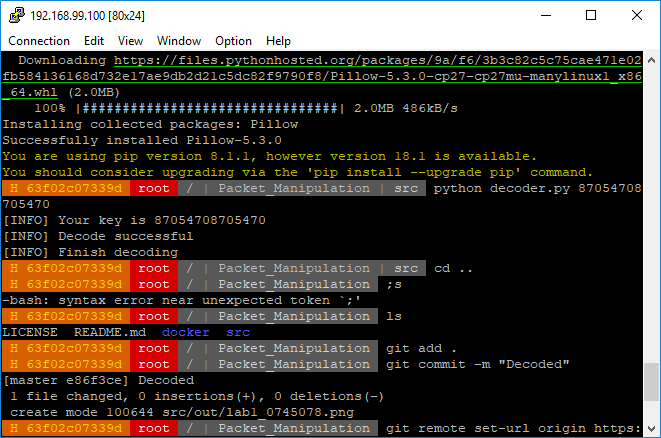 192.168.99.100 [80x24]
Connection Edit View Window Option Help
Downloading https://files.pythonhosted.org/packages/9a/f6/3b3c82c5c75cae471e02
fb584136168d732e17ae9db2d21c5dc82f9790f8/Pillow-5.3.0-cp27-cp27mu-manylinux1_x86
_64.whl (2.0MB)
100% |################################| 2.0MB 486kB/s
Installing collected packages: Pillow
Successfully installed Pillow-5.3.0
You are using pip version 8.1.1, however version 18.1 is available.
You should consider upgrading via the 'pip install --upgrade pip' command.
H 63f02c07339d root / | Packet_Manipulation | src python decoder.py 87054708
705470
[INFO] Your key is 87054708705470
[INFO] Decode successful
[INFO] Finish decoding
H 63f02c07339d root / | Packet_Manipulation | src cd ..
H 63f02c07339d root / | Packet_Manipulation ;s
-bash: syntax error near unexpected token `;'
H 63f02c07339d root / | Packet_Manipulation ls
LICENSE README.md docker src
H 63f02c07339d root / | Packet_Manipulation git add .
H 63f02c07339d root / | Packet_Manipulation git commit -m "Decoded"
[master e86f3ce] Decoded
1 file changed, 0 insertions(+), 0 deletions(-)
create mode 100644 src/out/lab1_0745078.png
H 63f02c07339d root / | Packet_Manipulation git remote set-url origin https: